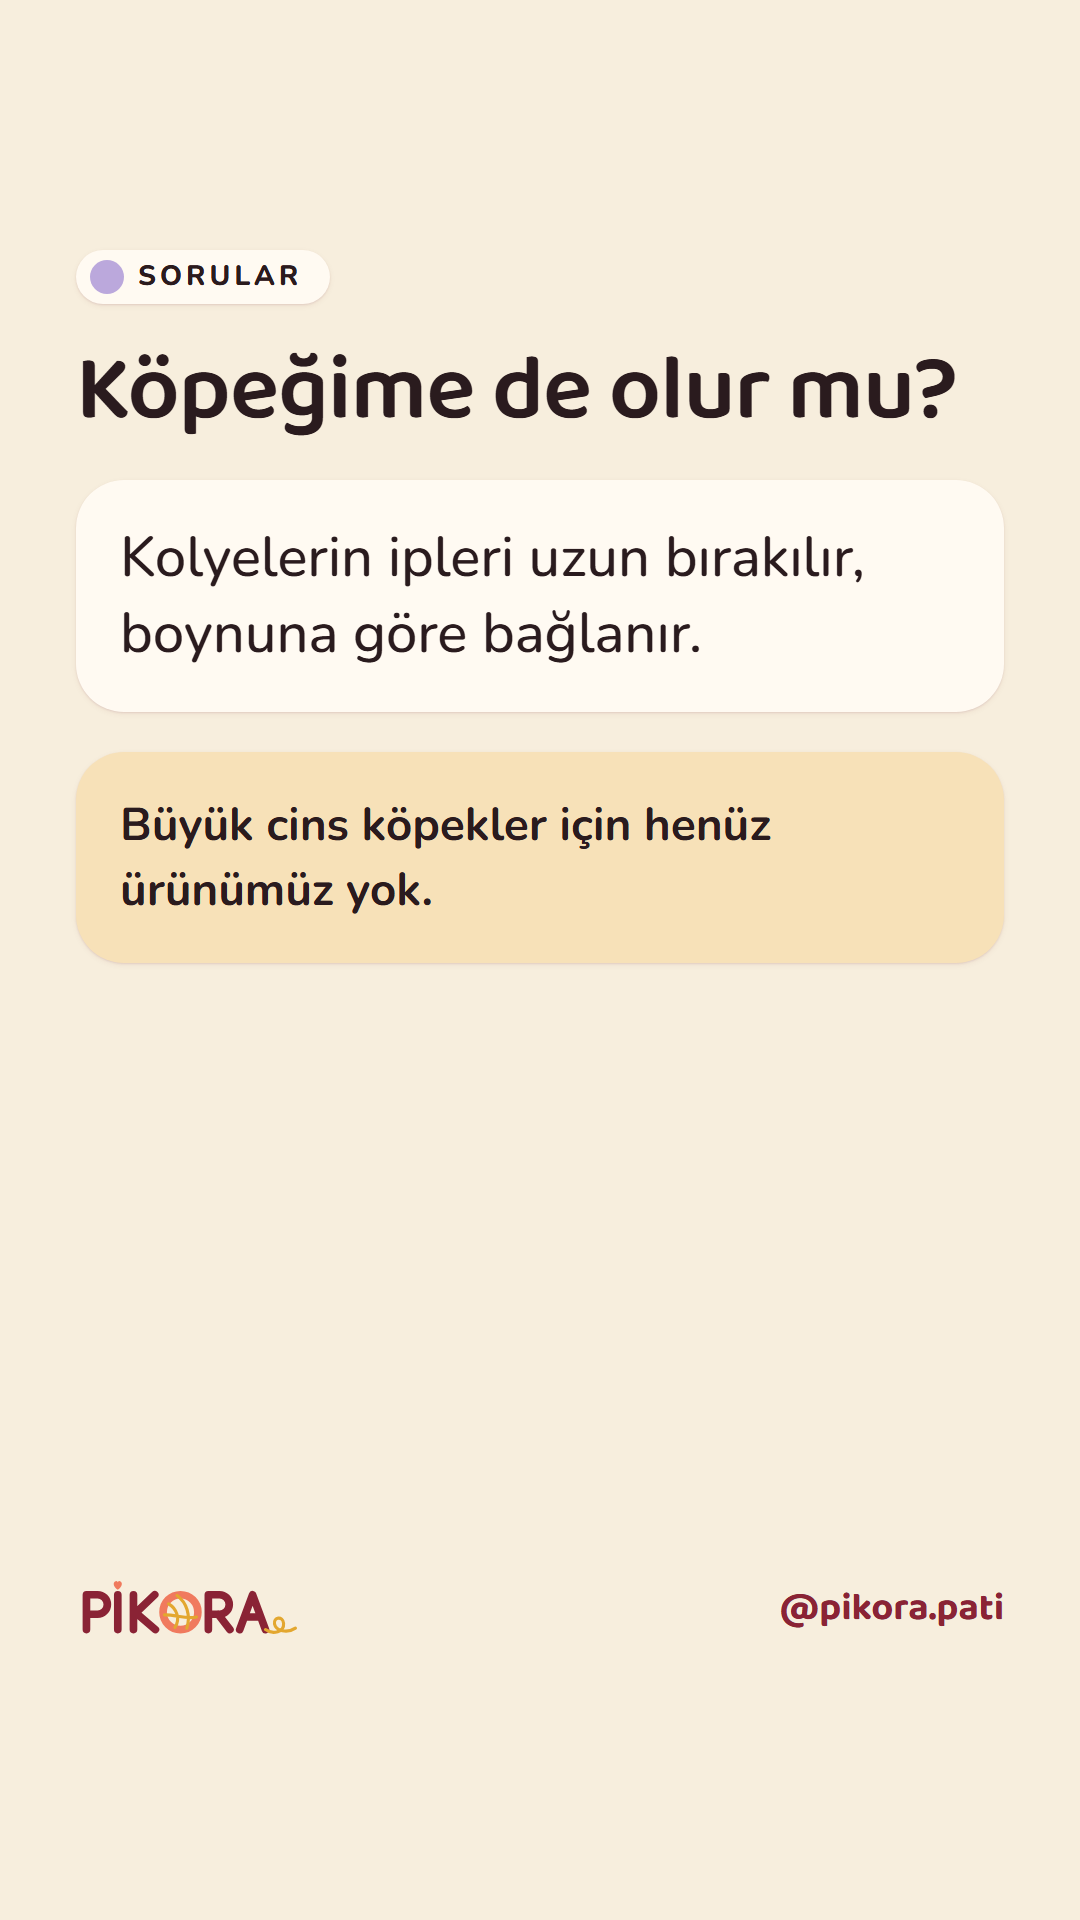 SORULAR
Köpeğime de olur mu?
Kolyelerin ipleri uzun bırakılır,
boynuna göre bağlanır.
Büyük cins köpekler için henüz
ürünümüz yok.
PİKORA
@pikora.pati